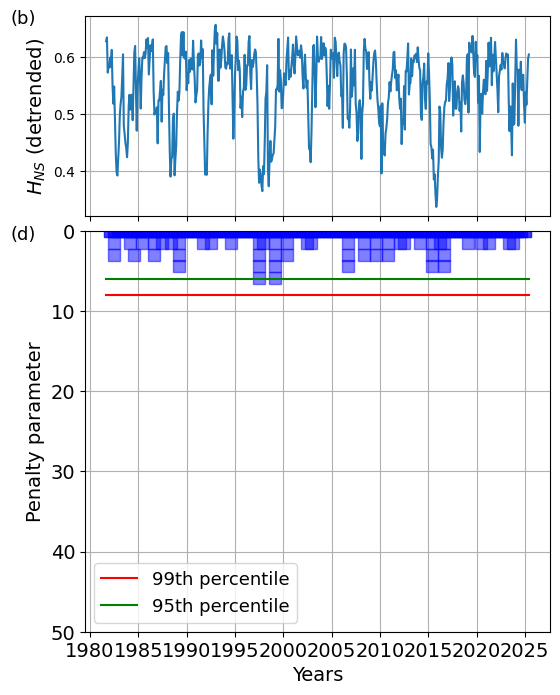 (b)
0.6
0.5
0.4
H_NS (detrended)
(d)
0
10
20
30
40
50
Penalty parameter
99th percentile
95th percentile
1980 1985 1990 1995 2000 2005 2010 2015 2020 2025
Years